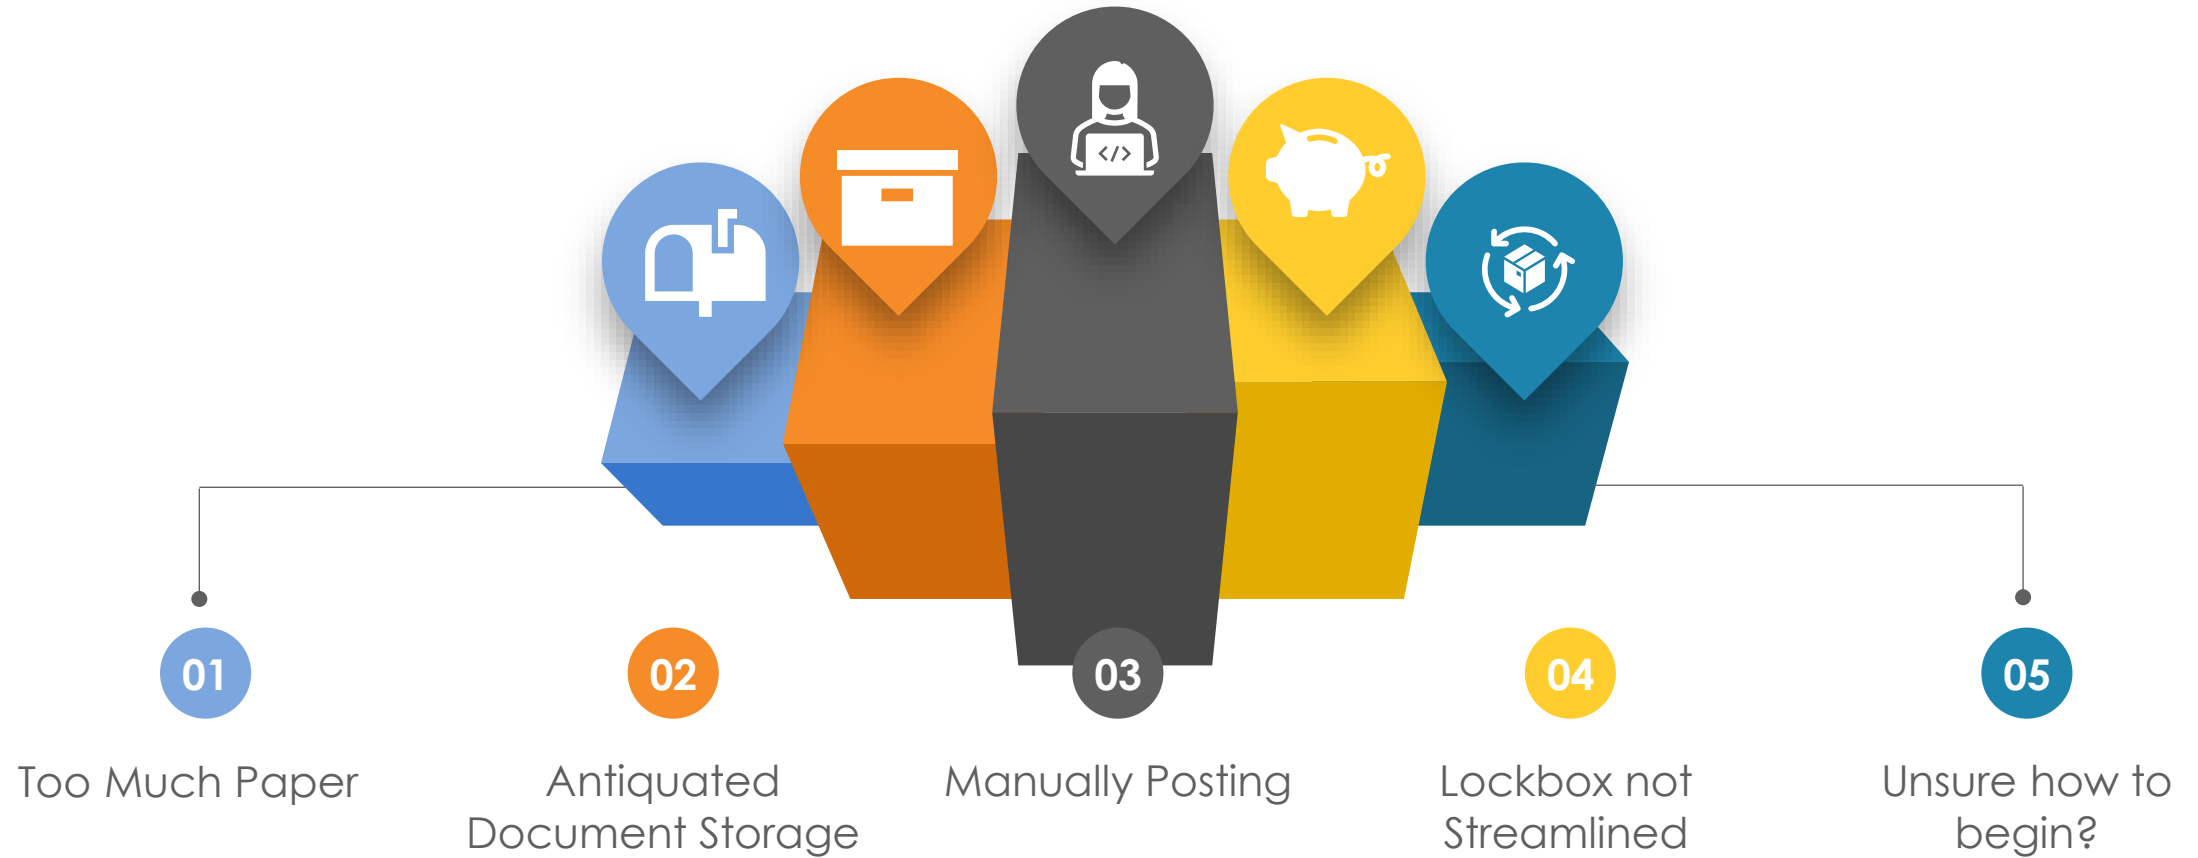 </>
01
Too Much Paper
02
Antiquated
Document Storage
03
Manually Posting
04
Lockbox not
Streamlined
05
Unsure how to
begin?